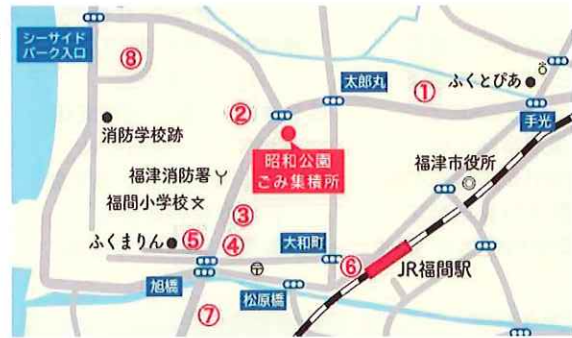 シーサイド
パーク入口
⑧
太郎丸
①
ふくとぴあ
②
手光
消防学校跡
昭和公園
ごみ集積所
福津市役所
福津消防署
福間小学校
③
ふくまりん
⑤
④
大和町
⑥
JR福間駅
旭橋
松原橋
⑦